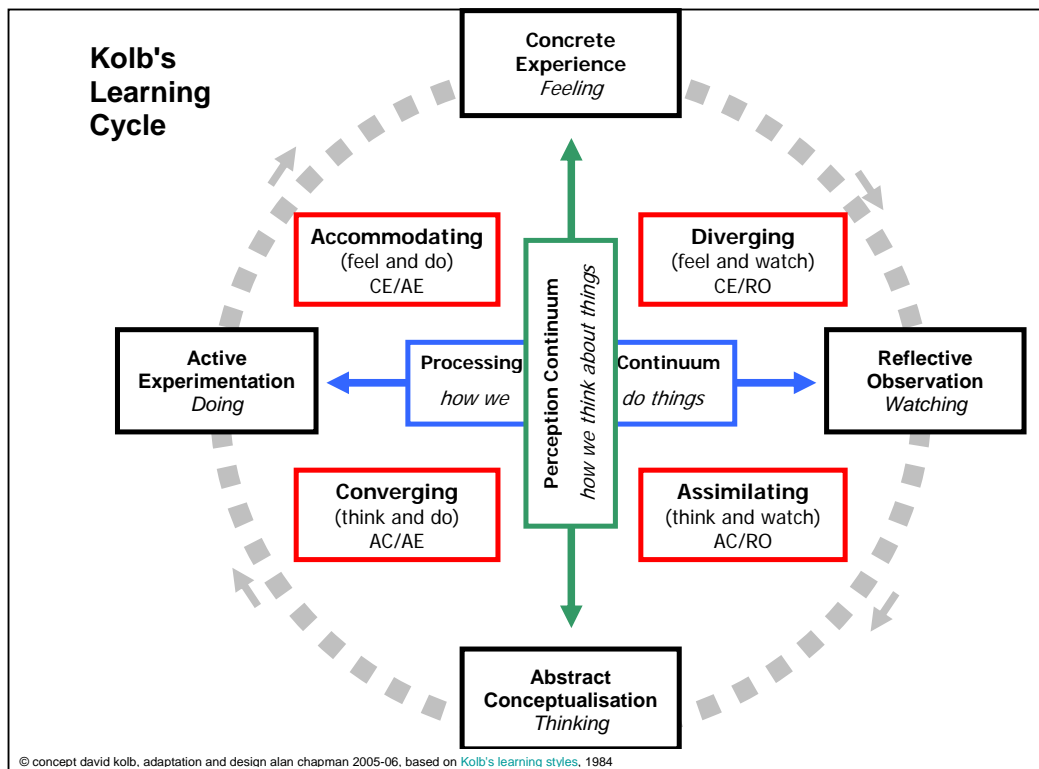 Kolb's
Learning
Cycle
Concrete
Experience
Feeling
Accommodating
(feel and do)
CE/AE
Diverging
(feel and watch)
CE/RO
Active
Experimentation
Doing
Processing
how we
Perception Continuum
how we think about things
Continuum
do things
Reflective
Observation
Watching
Converging
(think and do)
AC/AE
Assimilating
(think and watch)
AC/RO
Abstract
Conceptualisation
Thinking
© concept david kolb, adaptation and design alan chapman 2005-06, based on Kolb's learning styles, 1984